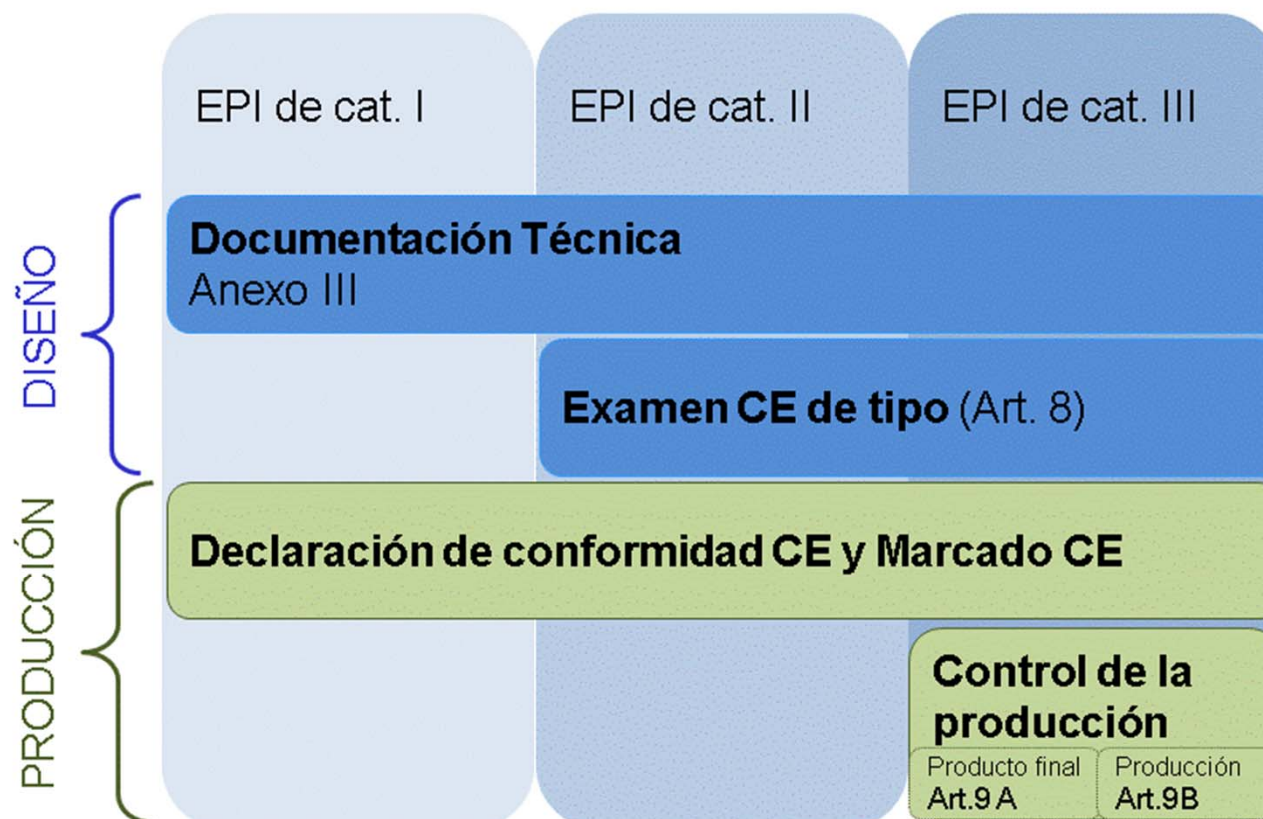 EPI de cat. I
EPI de cat. II
EPI de cat. III
DISEÑO
Documentación Técnica
Anexo III
Examen CE de tipo (Art. 8)
PRODUCCIÓN
Declaración de conformidad CE y Marcado CE
Control de la
producción
Producto final
Art.9 A
Producción
Art.9B